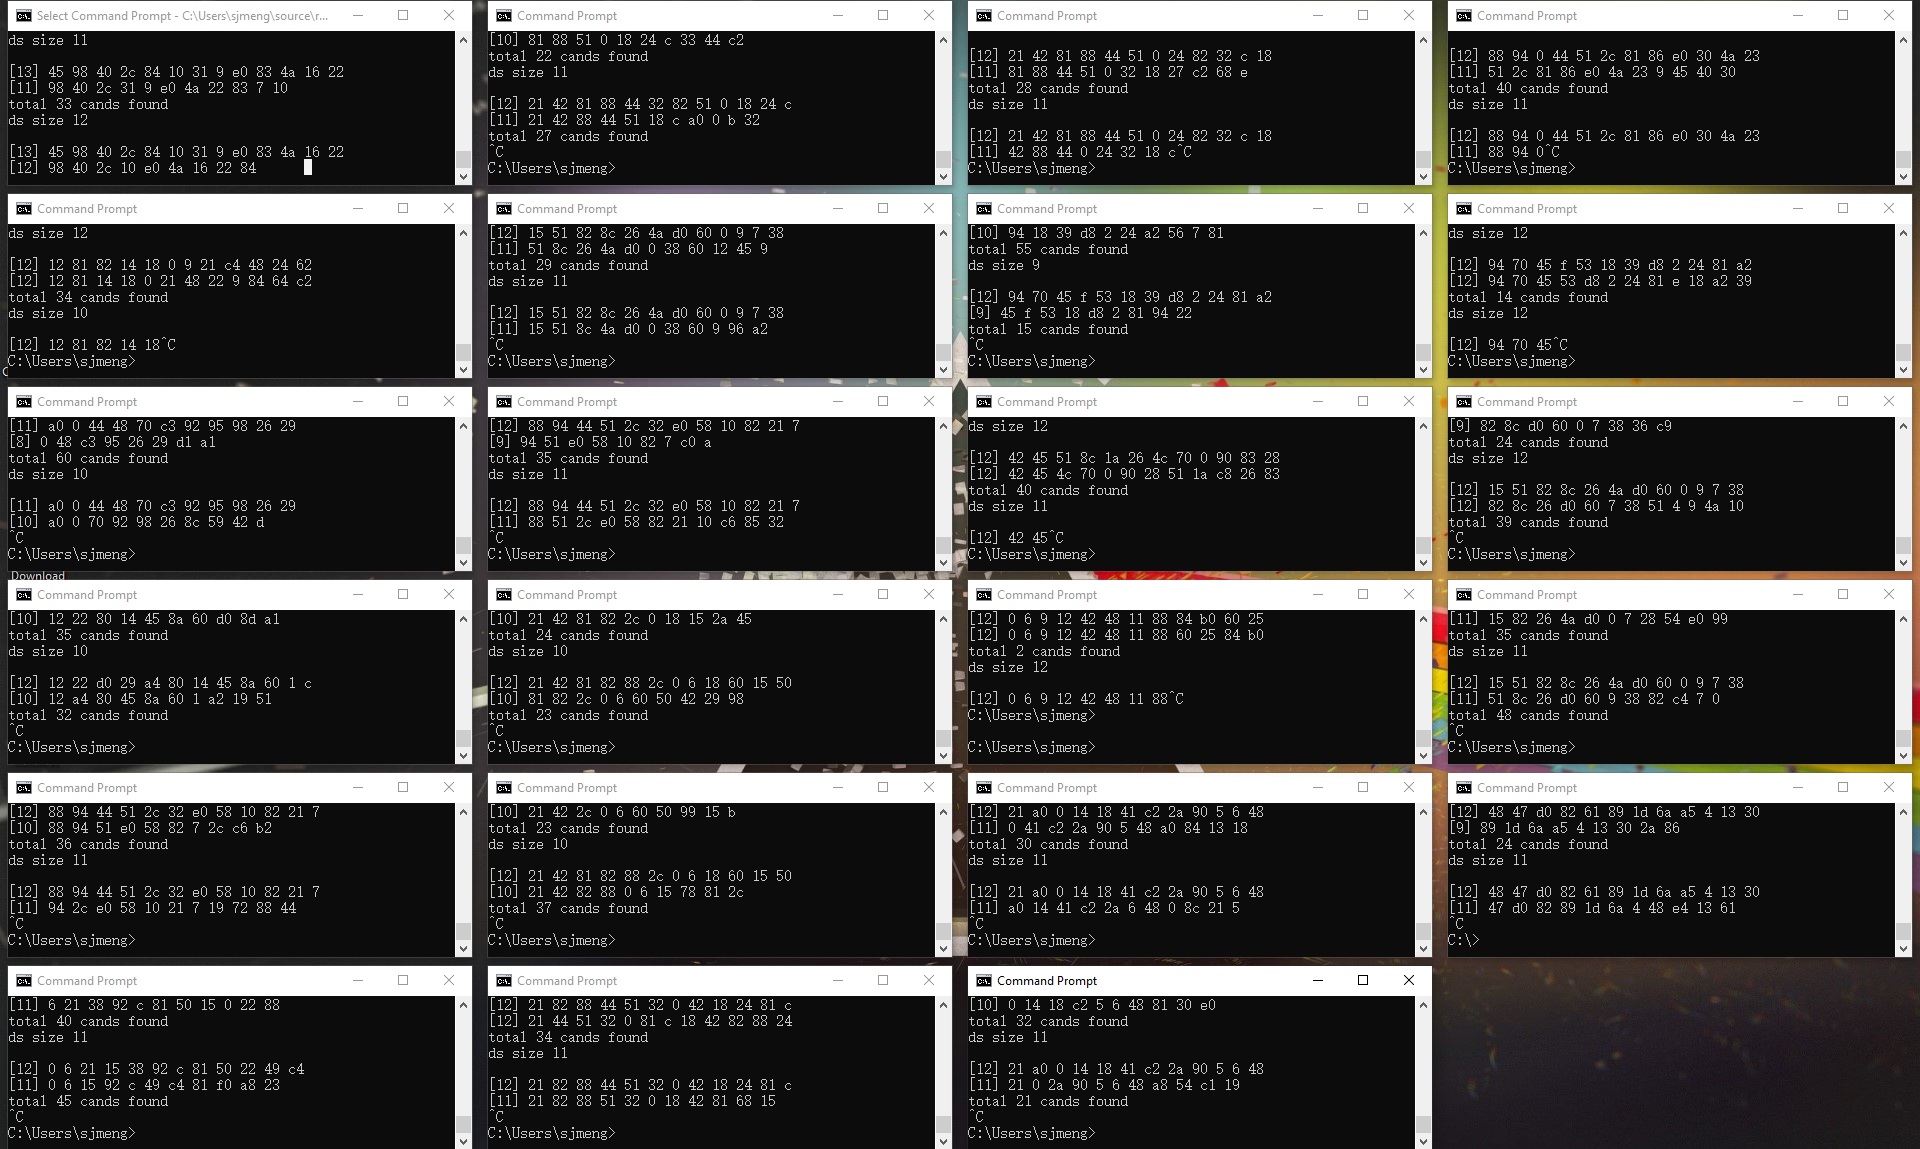 Select Command Prompt - C:\Users\sjmeng\source\r...
ds size 11
[13] 45 98 40 2c 84 10 31 9 e0 83 4a 16 22
[11] 98 40 2c 31 9 e0 4a 22 83 7 10
total 33 cands found
ds size 12
[13] 45 98 40 2c 84 10 31 9 e0 83 4a 16 22
[12] 98 40 2c 10 e0 4a 16 22 84
Command Prompt
[10] 81 88 51 0 18 24 c 33 44 c2
total 22 cands found
ds size 11
[12] 21 42 81 88 44 32 82 51 0 18 24 c
[11] 21 42 88 44 51 18 c a0 0 b 32
total 27 cands found
^C
C:\Users\sjmeng>
Command Prompt
[12] 21 42 81 88 44 51 0 24 82 32 c 18
[11] 81 88 44 51 0 32 18 27 c2 68 e
total 28 cands found
ds size 11
[12] 21 42 81 88 44 51 0 24 82 32 c 18
[11] 42 88 44 0 24 32 18 c^C
C:\Users\sjmeng>
Command Prompt
[12] 88 94 0 44 51 2c 81 86 e0 30 4a 23
[11] 51 2c 81 86 e0 4a 23 9 45 40 30
total 40 cands found
ds size 11
[12] 88 94 0 44 51 2c 81 86 e0 30 4a 23
[11] 88 94 0^C
C:\Users\sjmeng>
Command Prompt
ds size 12
[12] 12 81 82 14 18 0 9 21 c4 48 24 62
[12] 12 81 14 18 0 21 48 22 9 84 64 c2
total 34 cands found
ds size 10
[12] 12 81 82 14 18^C
C:\Users\sjmeng>
Command Prompt
[12] 15 51 82 8c 26 4a d0 60 0 9 7 38
[11] 51 8c 26 4a d0 0 38 60 12 45 9
total 29 cands found
ds size 11
[12] 15 51 82 8c 26 4a d0 60 0 9 7 38
[11] 15 51 8c 4a d0 0 38 60 9 96 a2
^C
C:\Users\sjmeng>
Command Prompt
[10] 94 18 39 d8 2 24 a2 56 7 81
total 55 cands found
ds size 9
[12] 94 70 45 f 53 18 39 d8 2 24 81 a2
[9] 45 f 53 18 d8 2 81 94 22
total 15 cands found
^C
C:\Users\sjmeng>
Command Prompt
ds size 12
[12] 94 70 45 f 53 18 39 d8 2 24 81 a2
[12] 94 70 45 53 d8 2 24 81 e 18 a2 39
total 14 cands found
ds size 12
[12] 94 70 45^C
C:\Users\sjmeng>
Command Prompt
[11] a0 0 44 48 70 c3 92 95 98 26 29
[8] 0 48 c3 95 26 29 d1 a1
total 60 cands found
ds size 10
[11] a0 0 44 48 70 c3 92 95 98 26 29
[10] a0 0 70 92 98 26 8c 59 42 d
^C
C:\Users\sjmeng>
Command Prompt
[12] 88 94 44 51 2c 32 e0 58 10 82 21 7
[9] 94 51 e0 58 10 82 7 c0 a
total 35 cands found
ds size 11
[12] 88 94 44 51 2c 32 e0 58 10 82 21 7
[11] 88 51 2c e0 58 82 21 10 c6 85 32
^C
C:\Users\sjmeng>
Command Prompt
ds size 12
[12] 42 45 51 8c 1a 26 4c 70 0 90 83 28
[12] 42 45 4c 70 0 90 28 51 1a c8 26 83
total 40 cands found
ds size 11
[12] 42 45^C
C:\Users\sjmeng>
Command Prompt
[9] 82 8c d0 60 0 7 38 36 c9
total 24 cands found
ds size 12
[12] 15 51 82 8c 26 4a d0 60 0 9 7 38
[12] 82 8c 26 d0 60 7 38 51 4 9 4a 10
total 39 cands found
^C
C:\Users\sjmeng>
Download
Command Prompt
[10] 12 22 80 14 45 8a 60 d0 8d a1
total 35 cands found
ds size 10
[12] 12 22 d0 29 a4 80 14 45 8a 60 1 c
[10] 12 a4 80 45 8a 60 1 a2 19 51
total 32 cands found
^C
C:\Users\sjmeng>
Command Prompt
[10] 21 42 81 82 2c 0 18 15 2a 45
total 24 cands found
ds size 10
[12] 21 42 81 82 88 2c 0 6 18 60 15 50
[10] 81 82 2c 0 6 60 50 42 29 98
total 23 cands found
^C
C:\Users\sjmeng>
Command Prompt
[12] 0 6 9 12 42 48 11 88 84 b0 60 25
[12] 0 6 9 12 42 48 11 88 60 25 84 b0
total 2 cands found
ds size 12
[12] 0 6 9 12 42 48 11 88^C
C:\Users\sjmeng>
C:\Users\sjmeng>
Command Prompt
[11] 15 82 26 4a d0 0 7 28 54 e0 99
total 35 cands found
ds size 11
[12] 15 51 82 8c 26 4a d0 60 0 9 7 38
[11] 51 8c 26 d0 60 9 38 82 c4 7 0
total 48 cands found
^C
C:\Users\sjmeng>
Command Prompt
[12] 88 94 44 51 2c 32 e0 58 10 82 21 7
[10] 88 94 51 e0 58 82 7 2c c6 b2
total 36 cands found
ds size 11
[12] 88 94 44 51 2c 32 e0 58 10 82 21 7
[11] 94 2c e0 58 10 21 7 19 72 88 44
^C
C:\Users\sjmeng>
Command Prompt
[10] 21 42 2c 0 6 60 50 99 15 b
total 23 cands found
ds size 10
[12] 21 42 81 82 88 2c 0 6 18 60 15 50
[10] 21 42 82 88 0 6 15 78 81 2c
total 37 cands found
^C
C:\Users\sjmeng>
Command Prompt
[12] 21 a0 0 14 18 41 c2 2a 90 5 6 48
[11] 0 41 c2 2a 90 5 48 a0 84 13 18
total 30 cands found
ds size 11
[12] 21 a0 0 14 18 41 c2 2a 90 5 6 48
[11] a0 14 41 c2 2a 6 48 0 8c 21 5
^C
C:\Users\sjmeng>
Command Prompt
[12] 48 47 d0 82 61 89 1d 6a a5 4 13 30
[9] 89 1d 6a a5 4 13 30 2a 86
total 24 cands found
ds size 11
[12] 48 47 d0 82 61 89 1d 6a a5 4 13 30
[11] 47 d0 82 89 1d 6a 4 48 e4 13 61
^C
C:\>
Command Prompt
[11] 6 21 38 92 c 81 50 15 0 22 88
total 40 cands found
ds size 11
[12] 0 6 21 15 38 92 c 81 50 22 49 c4
[11] 0 6 15 92 c 49 c4 81 f0 a8 23
total 45 cands found
^C
C:\Users\sjmeng>
Command Prompt
[12] 21 82 88 44 51 32 0 42 18 24 81 c
[12] 21 44 51 32 0 81 c 18 42 82 88 24
total 34 cands found
ds size 11
[12] 21 82 88 44 51 32 0 42 18 24 81 c
[11] 21 82 88 51 32 0 18 42 81 68 15
^C
C:\Users\sjmeng>
Command Prompt
[10] 0 14 18 c2 5 6 48 81 30 e0
total 32 cands found
ds size 11
[12] 21 a0 0 14 18 41 c2 2a 90 5 6 48
[11] 21 0 2a 90 5 6 48 a8 54 c1 19
total 21 cands found
^C
C:\Users\sjmeng>